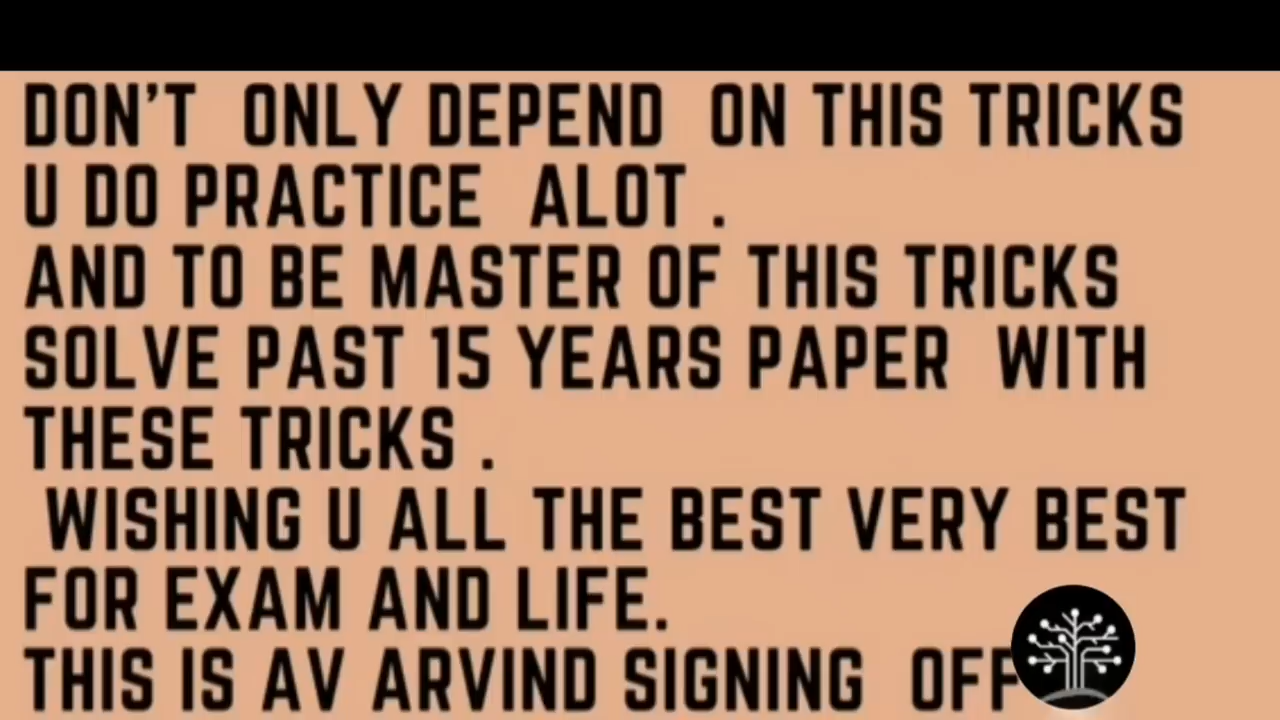 DON'T ONLY DEPEND ON THIS TRICKS
U DO PRACTICE ALOT .
AND TO BE MASTER OF THIS TRICKS
SOLVE PAST 15 YEARS PAPER WITH
THESE TRICKS .
WISHING U ALL THE BEST VERY BEST
FOR EXAM AND LIFE.
THIS IS AV ARVIND SIGNING OFF